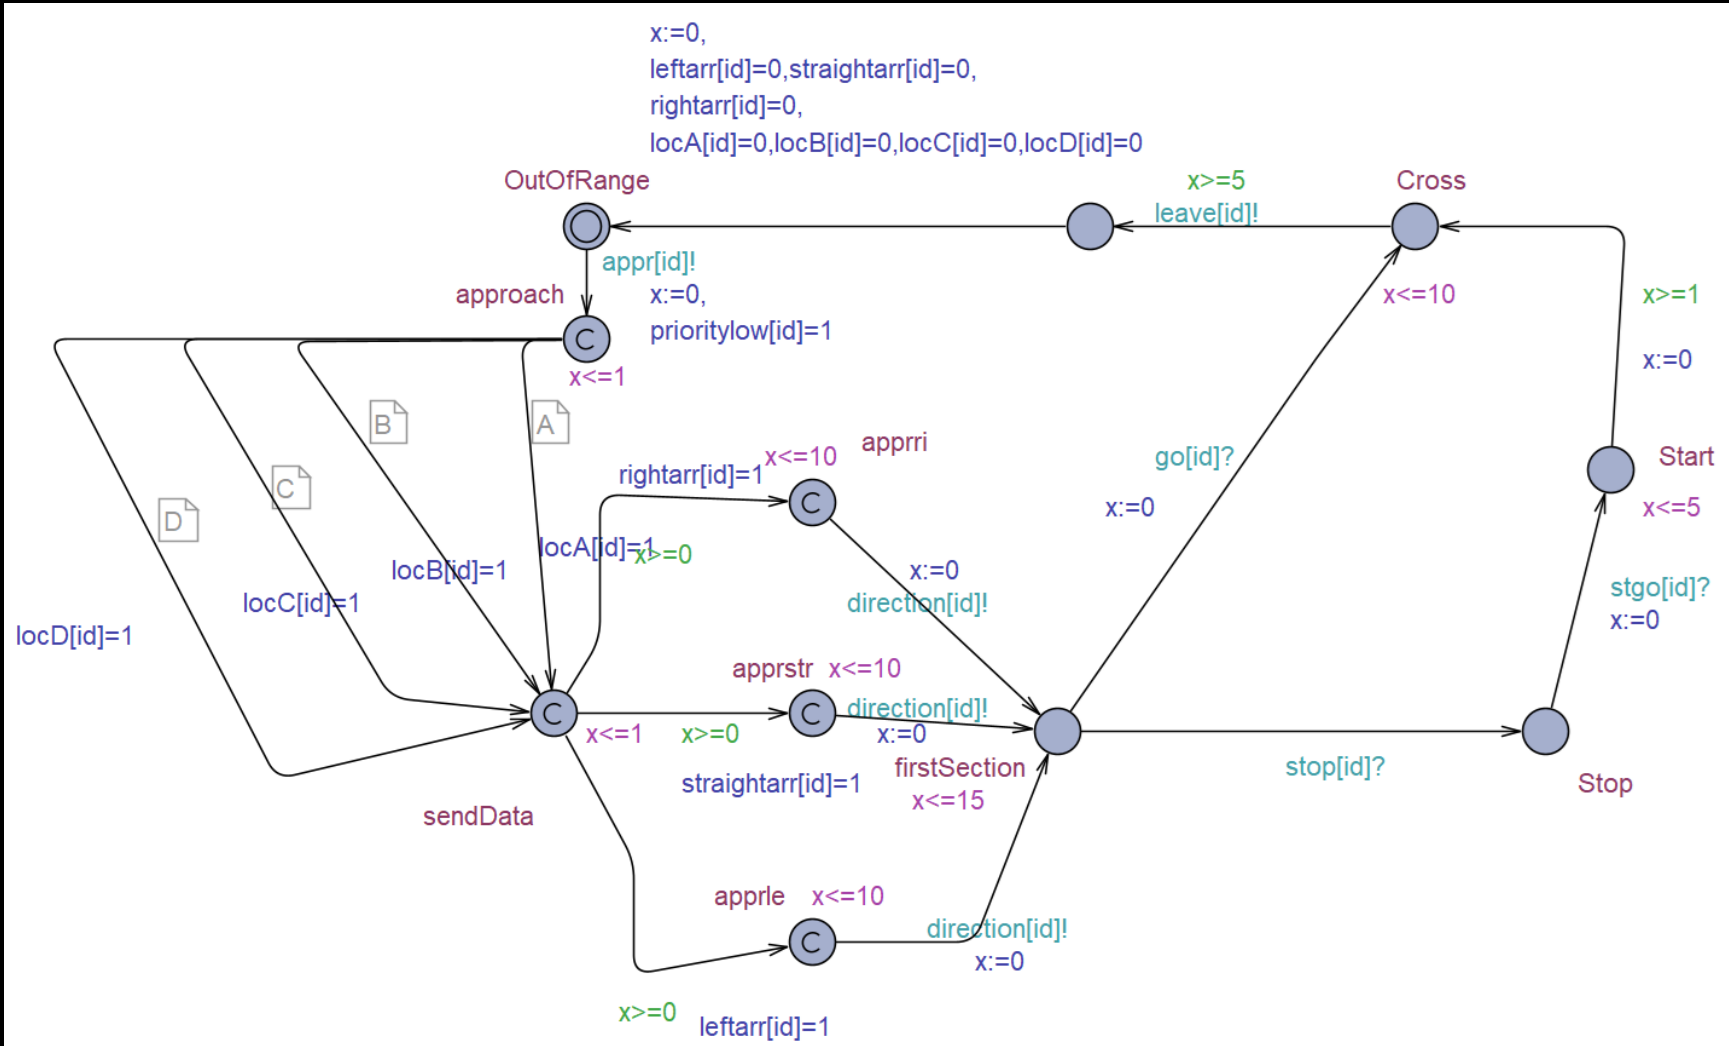 x:=0,
leftarr[id]=0,straightarr[id]=0,
rightarr[id]=0,
locA[id]=0,locB[id]=0,locC[id]=0,locD[id]=0
OutOfRange
x>=5
leave[id]!
Cross
appr[id]!
approach
x:=0,
prioritylow[id]=1
x<=1
x<=10
x>=1
x:=0
B
A
C
D
rightarr[id]=1
x<=10
apprri
C
go[id]?
x:=0
Start
x<=5
locA[id]=1
x>=0
locB[id]=1
locC[id]=1
locD[id]=1
x:=0
direction[id]!
stgo[id]?
x:=0
apprstr
x<=10
C
C
direction[id]!
x<=1
x>=0
x:=0
straightarr[id]=1
firstSection
x<=15
stop[id]?
Stop
sendData
apprle
x<=10
C
direction[id]!
x:=0
x>=0
leftarr[id]=1
C